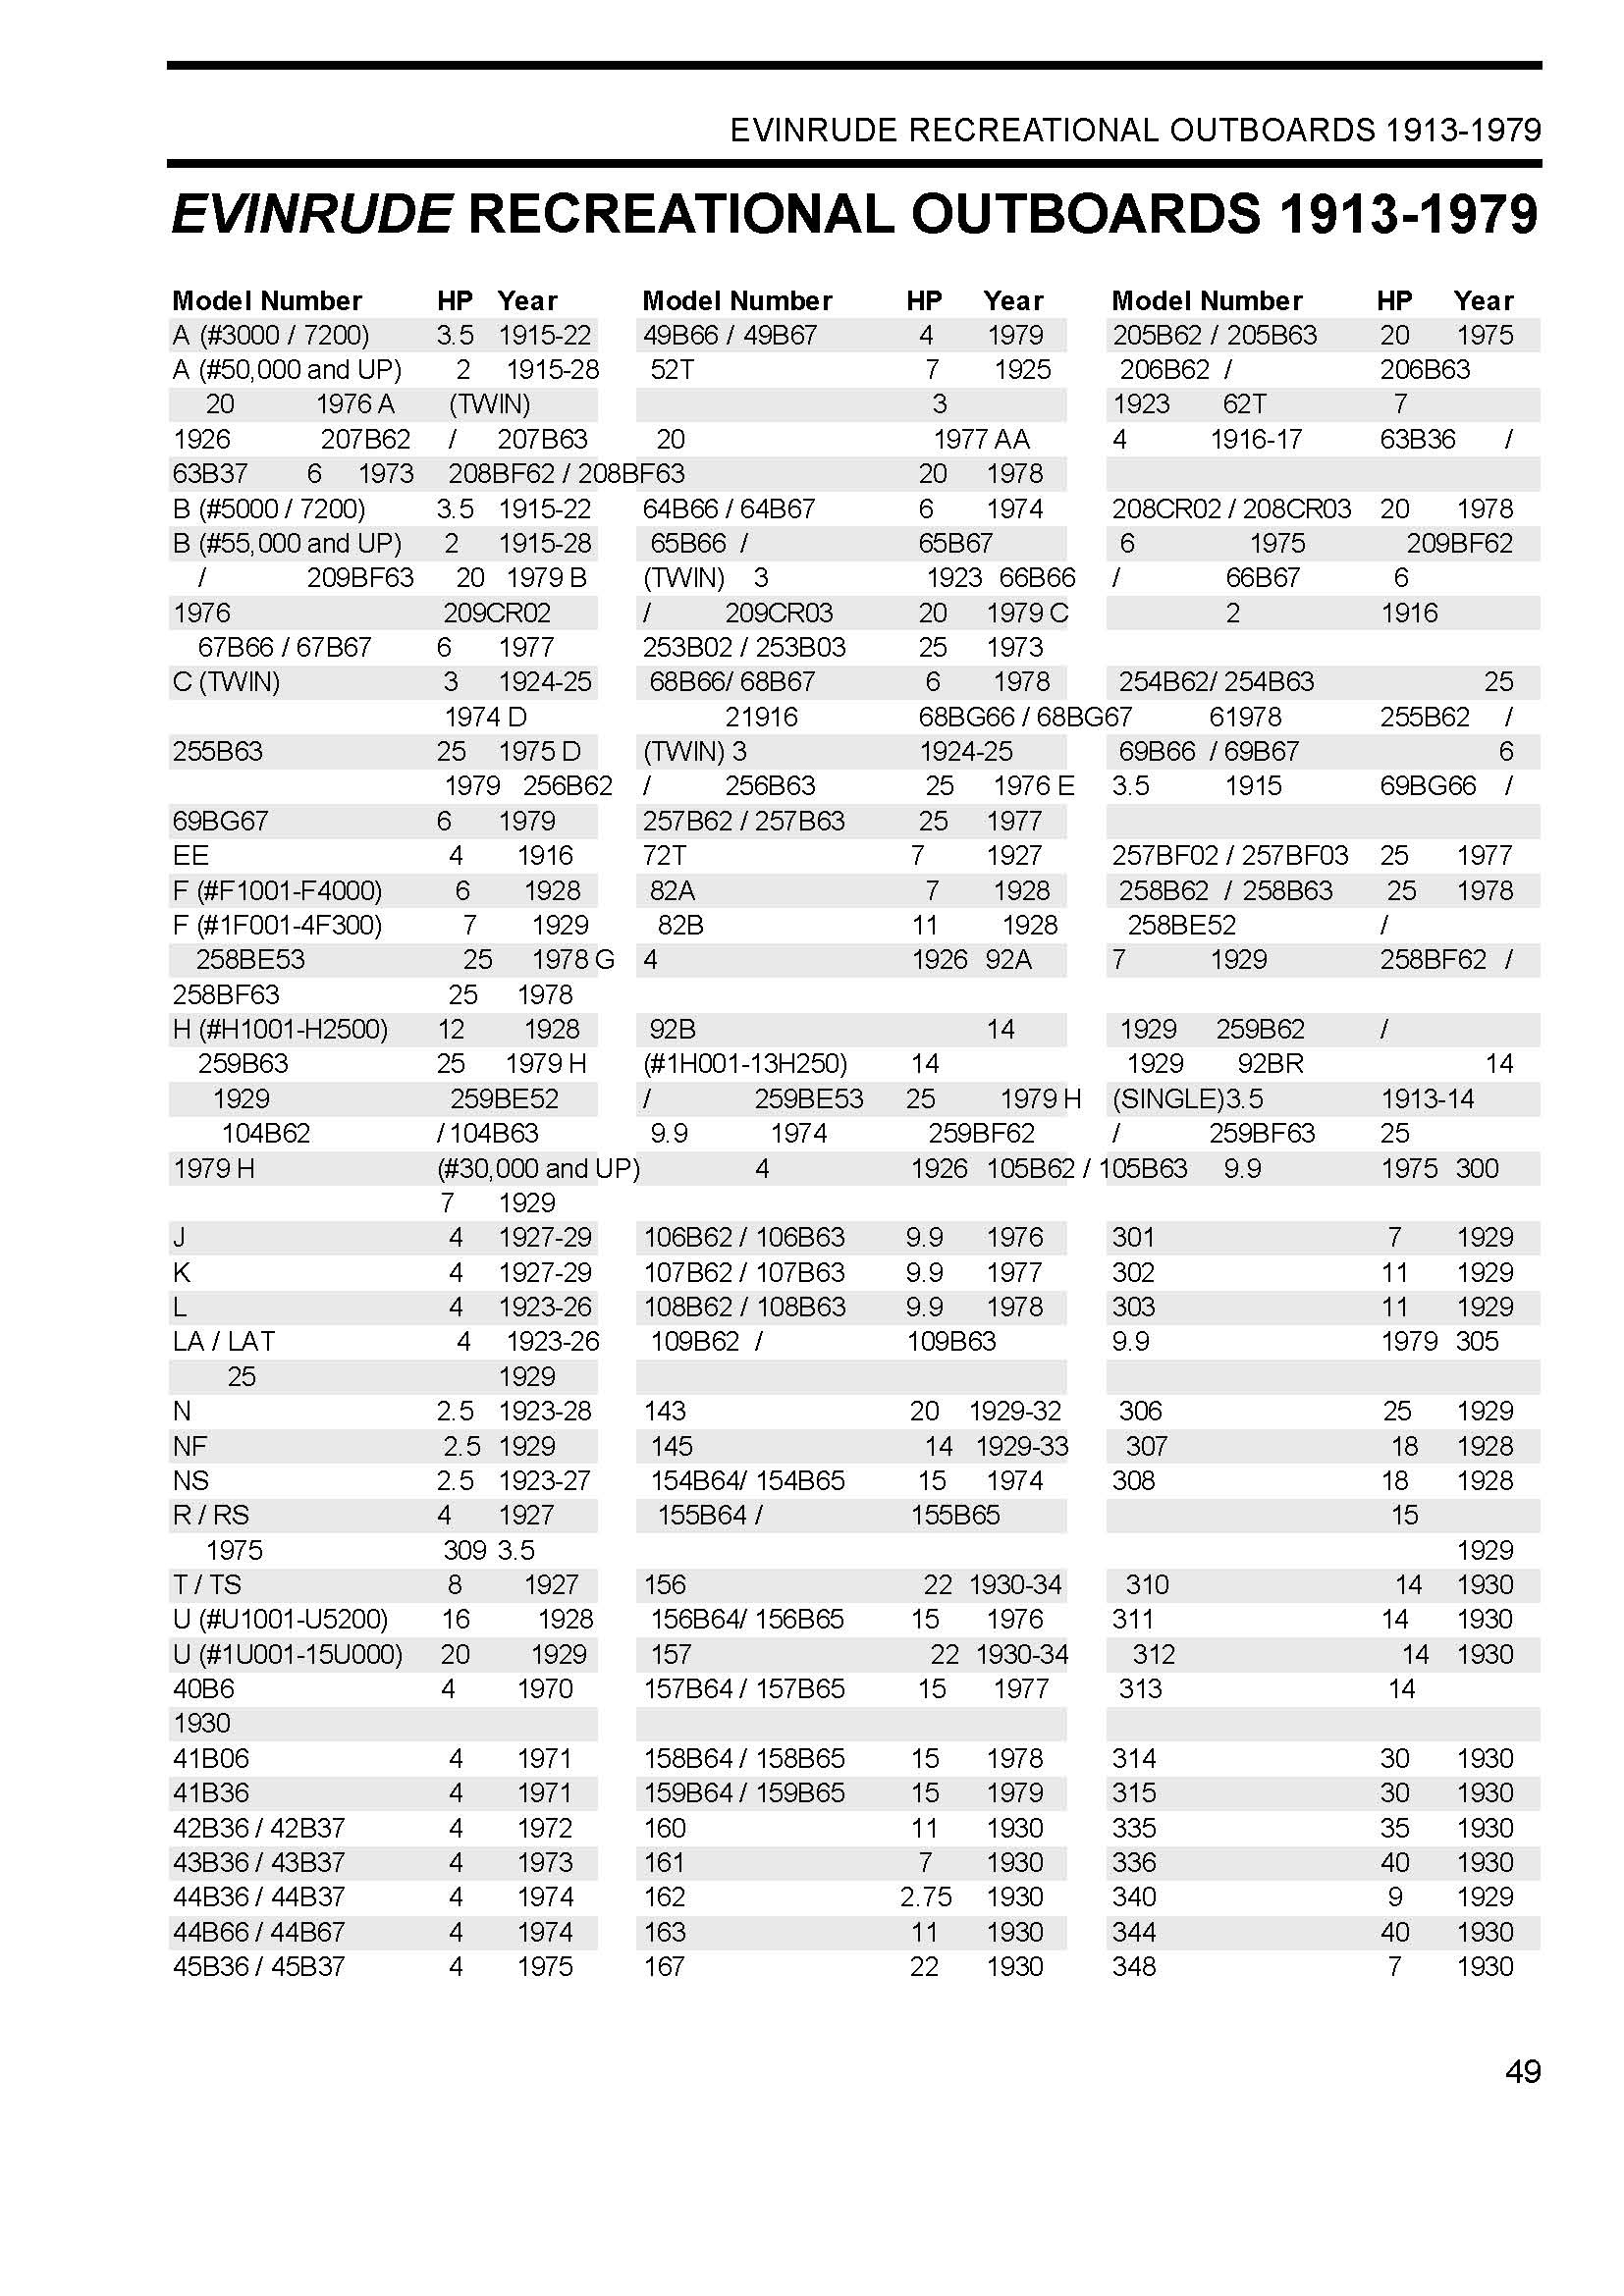 EVINRUDE RECREATIONAL OUTBOARDS 1913-1979
EVINRUDE RECREATIONAL OUTBOARDS 1913-1979
Model Number HP Year Model Number HP Year Model Number HP Year
A (#3000 / 7200) 3.5 1915-22 49B66 / 49B67 4 1979 205B62 / 205B63 20 1975
A (#50,000 and UP) 2 1915-28 52T 7 1925 206B62 / 206B63
20 1976 A (TWIN) 3 1923 62T 7
1926 207B62 / 207B63 20 1977 AA 4 1916-17 63B36 /
63B37 6 1973 208BF62 / 208BF63 20 1978
B (#5000 / 7200) 3.5 1915-22 64B66 / 64B67 6 1974 208CR02 / 208CR03 20 1978
B (#55,000 and UP) 2 1915-28 65B66 / 65B67 6 1975 209BF62
/ 209BF63 20 1979 B (TWIN) 3 1923 66B66 / 66B67 6
1976 209CR02 / 209CR03 20 1979 C 2 1916
67B66 / 67B67 6 1977 253B02 / 253B03 25 1973
C (TWIN) 3 1924-25 68B66/ 68B67 6 1978 254B62/ 254B63 25
1974 D 21916 68BG66 / 68BG67 61978 255B62 /
255B63 25 1975 D (TWIN) 3 1924-25 69B66 / 69B67 6
1979 256B62 / 256B63 25 1976 E 3.5 1915 69BG66 /
69BG67 6 1979 257B62 / 257B63 25 1977
EE 4 1916 72T 7 1927 257BF02 / 257BF03 25 1977
F (#F1001-F4000) 6 1928 82A 7 1928 258B62 / 258B63 25 1978
F (#1F001-4F300) 7 1929 82B 11 1928 258BE52 /
258BE53 25 1978 G 4 1926 92A 7 1929 258BF62 /
258BF63 25 1978
H (#H1001-H2500) 12 1928 92B 14 1929 259B62 /
259B63 25 1979 H (#1H001-13H250) 14 1929 92BR 14
1929 259BE52 / 259BE53 25 1979 H (SINGLE)3.5 1913-14
104B62 / 104B63 9.9 1974 259BF62 / 259BF63 25
1979 H (#30,000 and UP) 4 1926 105B62 / 105B63 9.9 1975 300
7 1929
J 4 1927-29 106B62 / 106B63 9.9 1976 301 7 1929
K 4 1927-29 107B62 / 107B63 9.9 1977 302 11 1929
L 4 1923-26 108B62 / 108B63 9.9 1978 303 11 1929
LA / LAT 4 1923-26 109B62 / 109B63 9.9 1979 305
25 1929
N 2.5 1923-28 143 20 1929-32 306 25 1929
NF 2.5 1929 145 14 1929-33 307 18 1928
NS 2.5 1923-27 154B64/ 154B65 15 1974 308 18 1928
R / RS 4 1927 155B64 / 155B65 15
1975 309 3.5 1929
T / TS 8 1927 156 22 1930-34 310 14 1930
U (#U1001-U5200) 16 1928 156B64/ 156B65 15 1976 311 14 1930
U (#1U001-15U000) 20 1929 157 22 1930-34 312 14 1930
40B6 4 1970 157B64 / 157B65 15 1977 313 14
1930
41B06 4 1971 158B64 / 158B65 15 1978 314 30 1930
41B36 4 1971 159B64 / 159B65 15 1979 315 30 1930
42B36 / 42B37 4 1972 160 11 1930 335 35 1930
43B36 / 43B37 4 1973 161 7 1930 336 40 1930
44B36 / 44B37 4 1974 162 2.75 1930 340 9 1929
44B66 / 44B67 4 1974 163 11 1930 344 40 1930
45B36 / 45B37 4 1975 167 22 1930 348 7 1930
49